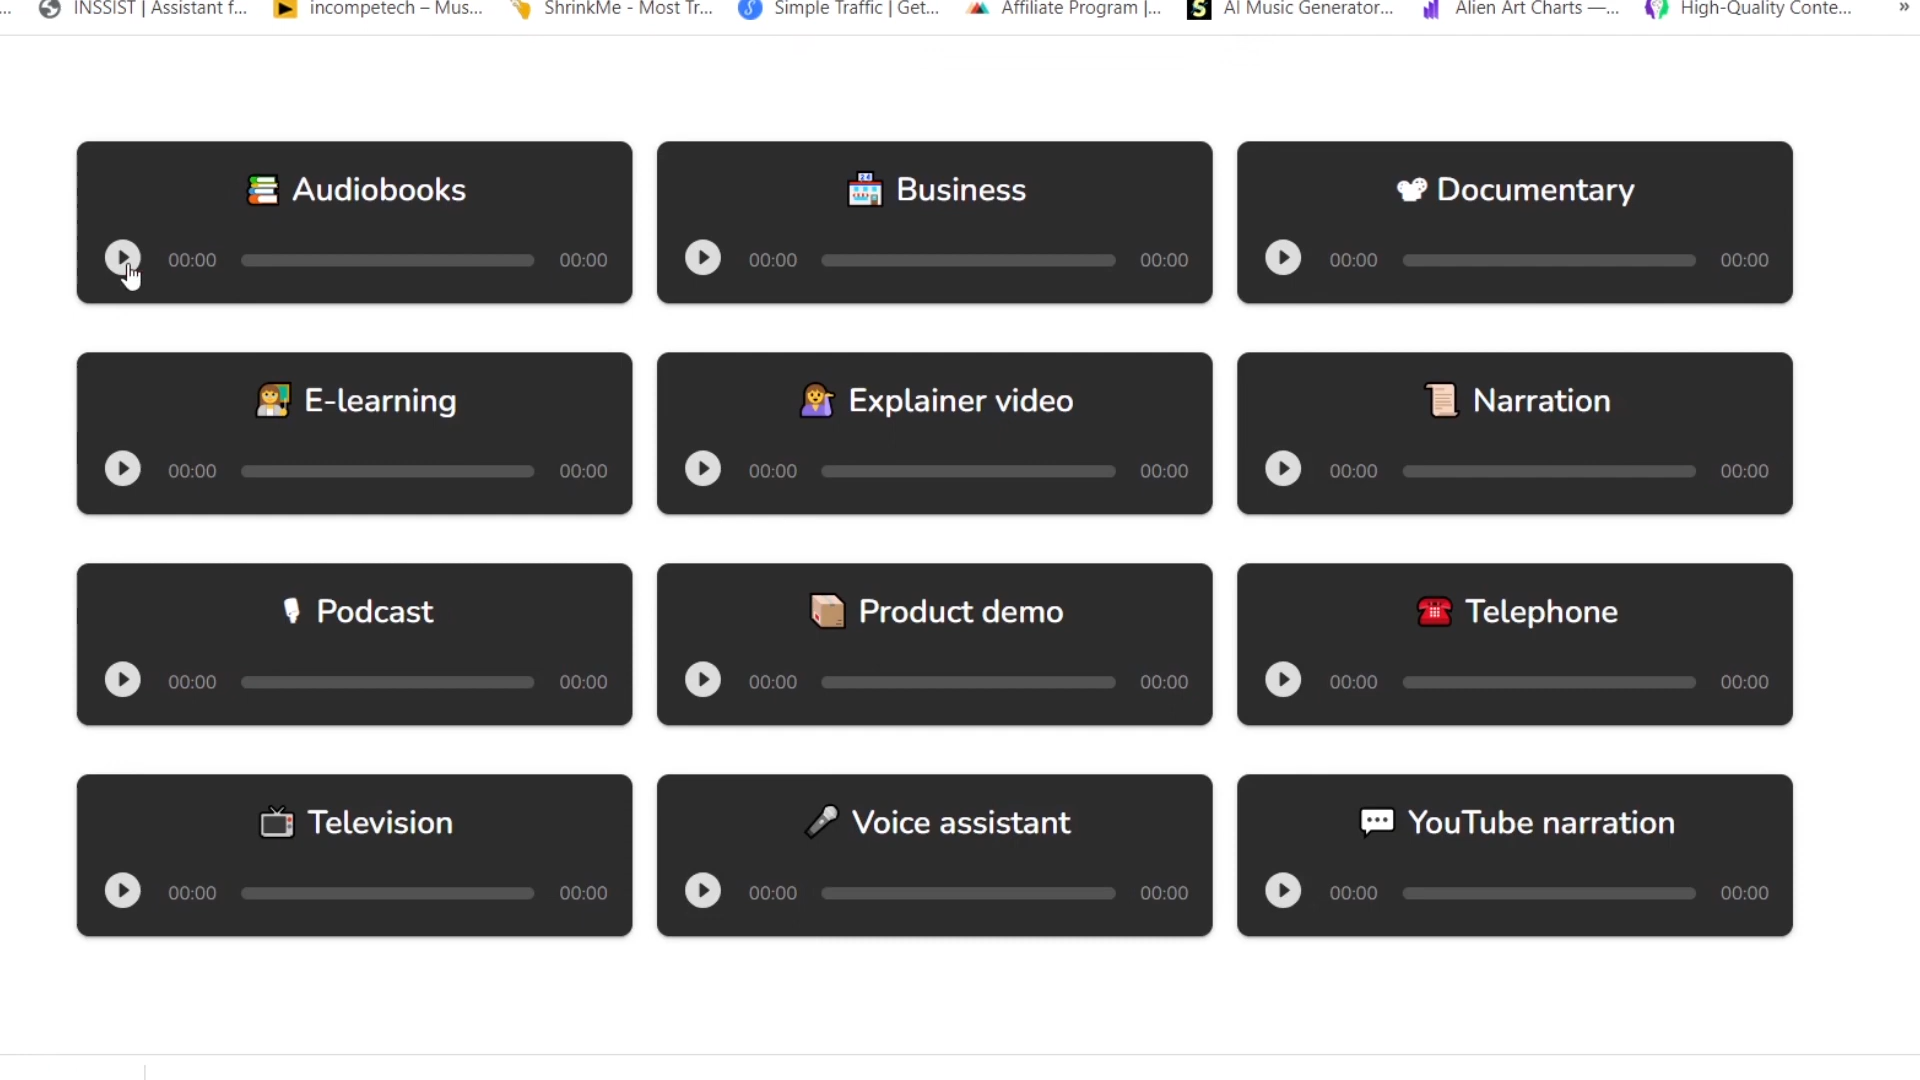 ... INSSIST | Assistant f... incompetech – Mus... ShrinkMe - Most Tr... Simple Traffic | Get... Affiliate Program |... AI Music Generator... Alien Art Charts —... High-Quality Conte... »
Audiobooks
00:00 00:00
Business
00:00 00:00
Documentary
00:00 00:00
E-learning
00:00 00:00
Explainer video
00:00 00:00
Narration
00:00 00:00
Podcast
00:00 00:00
Product demo
00:00 00:00
Telephone
00:00 00:00
Television
00:00 00:00
Voice assistant
00:00 00:00
YouTube narration
00:00 00:00